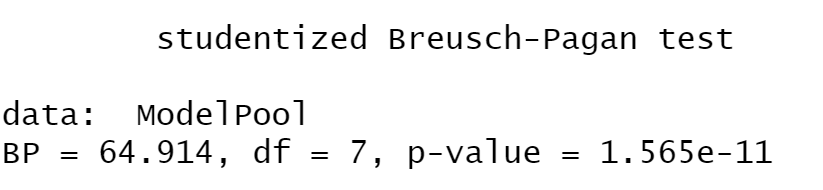 studentized Breusch-Pagan test
data: ModelPool
BP = 64.914, df = 7, p-value = 1.565e-11